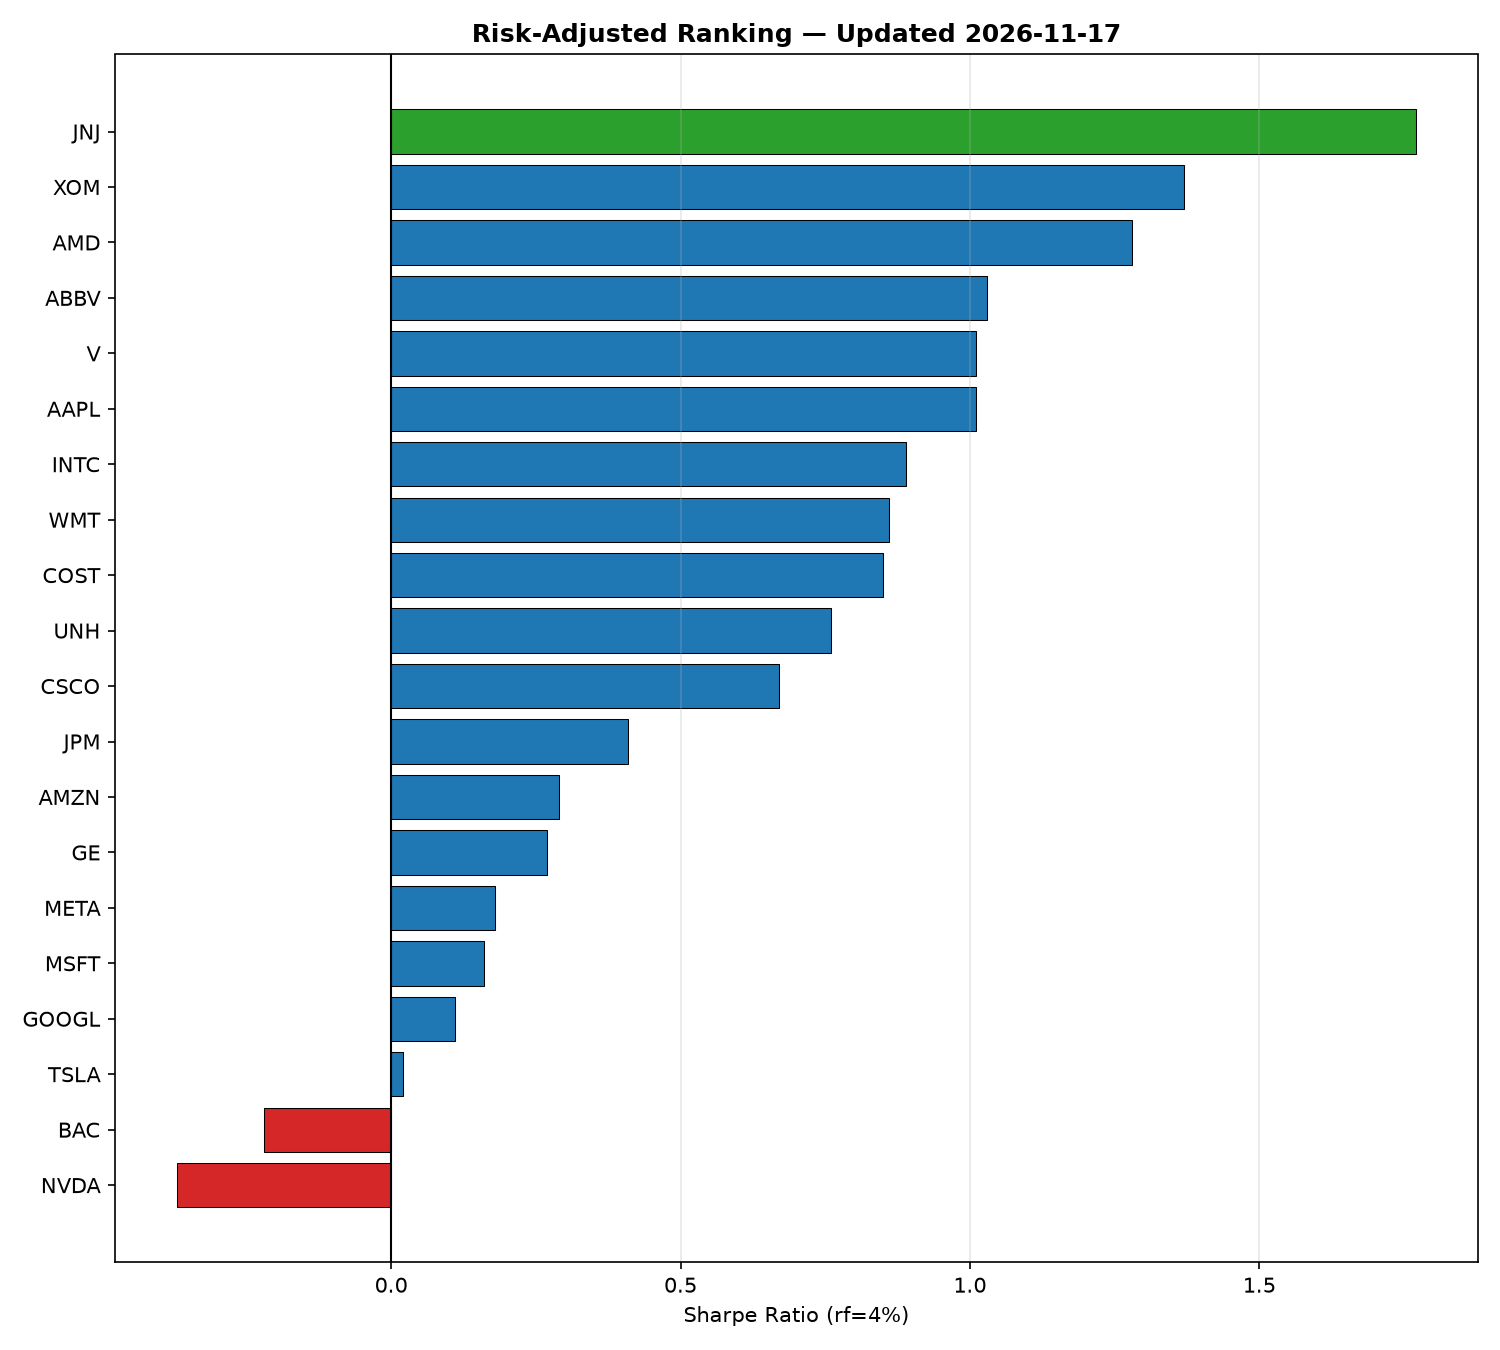 Risk-Adjusted Ranking — Updated 2026-11-17
JNJ
XOM
AMD
ABBV
V
AAPL
INTC
WMT
COST
UNH
CSCO
JPM
AMZN
GE
META
MSFT
GOOGL
TSLA
BAC
NVDA
0.0 0.5 1.0 1.5
Sharpe Ratio (rf=4%)